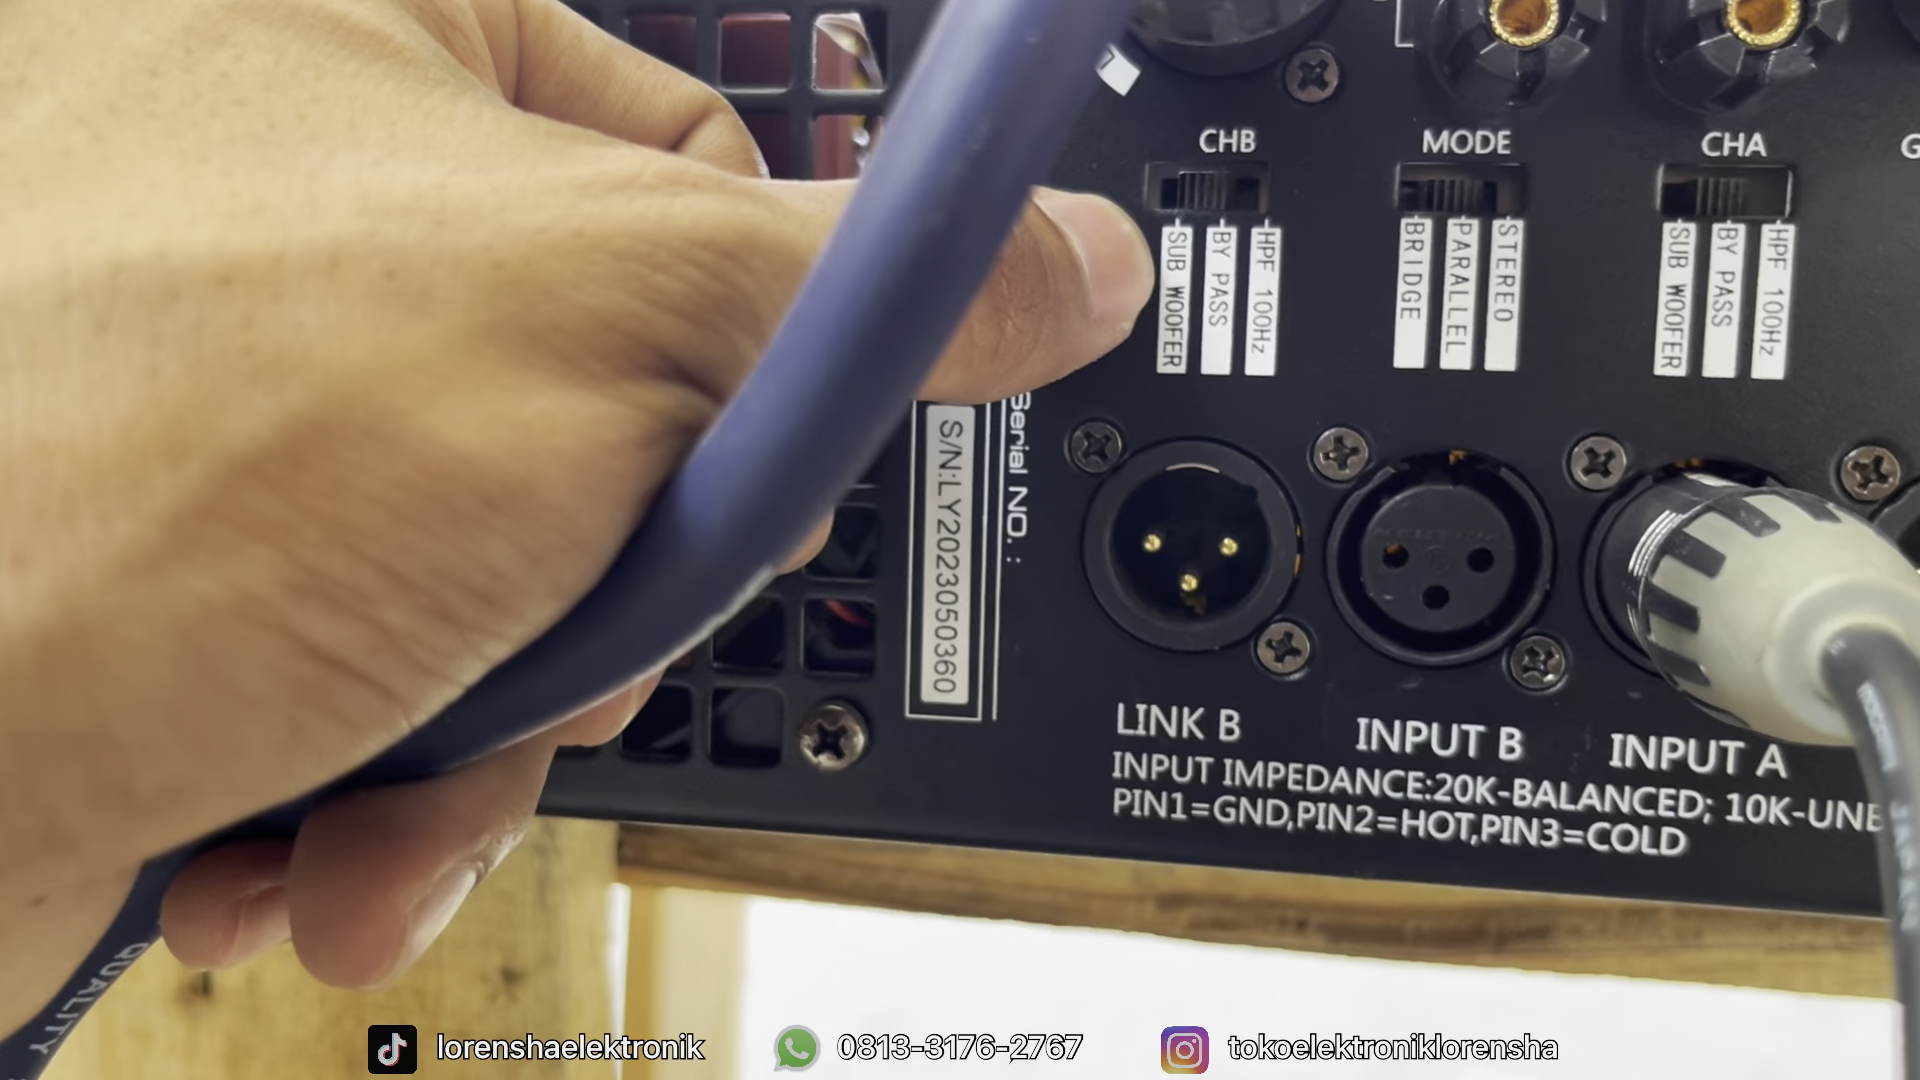 CHB
MODE
CHA
G
SUB WOOFER
BY PASS
HPF 100Hz
BRIDGE
PARALLEL
STEREO
SUB WOOFER
BY PASS
HPF 100Hz
Serial NO. :
S/N:LY2023050360
LINK B
INPUT B
INPUT A
INPUT IMPEDANCE:20K-BALANCED; 10K-UNB
PIN1=GND,PIN2=HOT,PIN3=COLD
QUALITY
lorenshaelektronik
0813-3176-2767
tokoelektroniklorensha